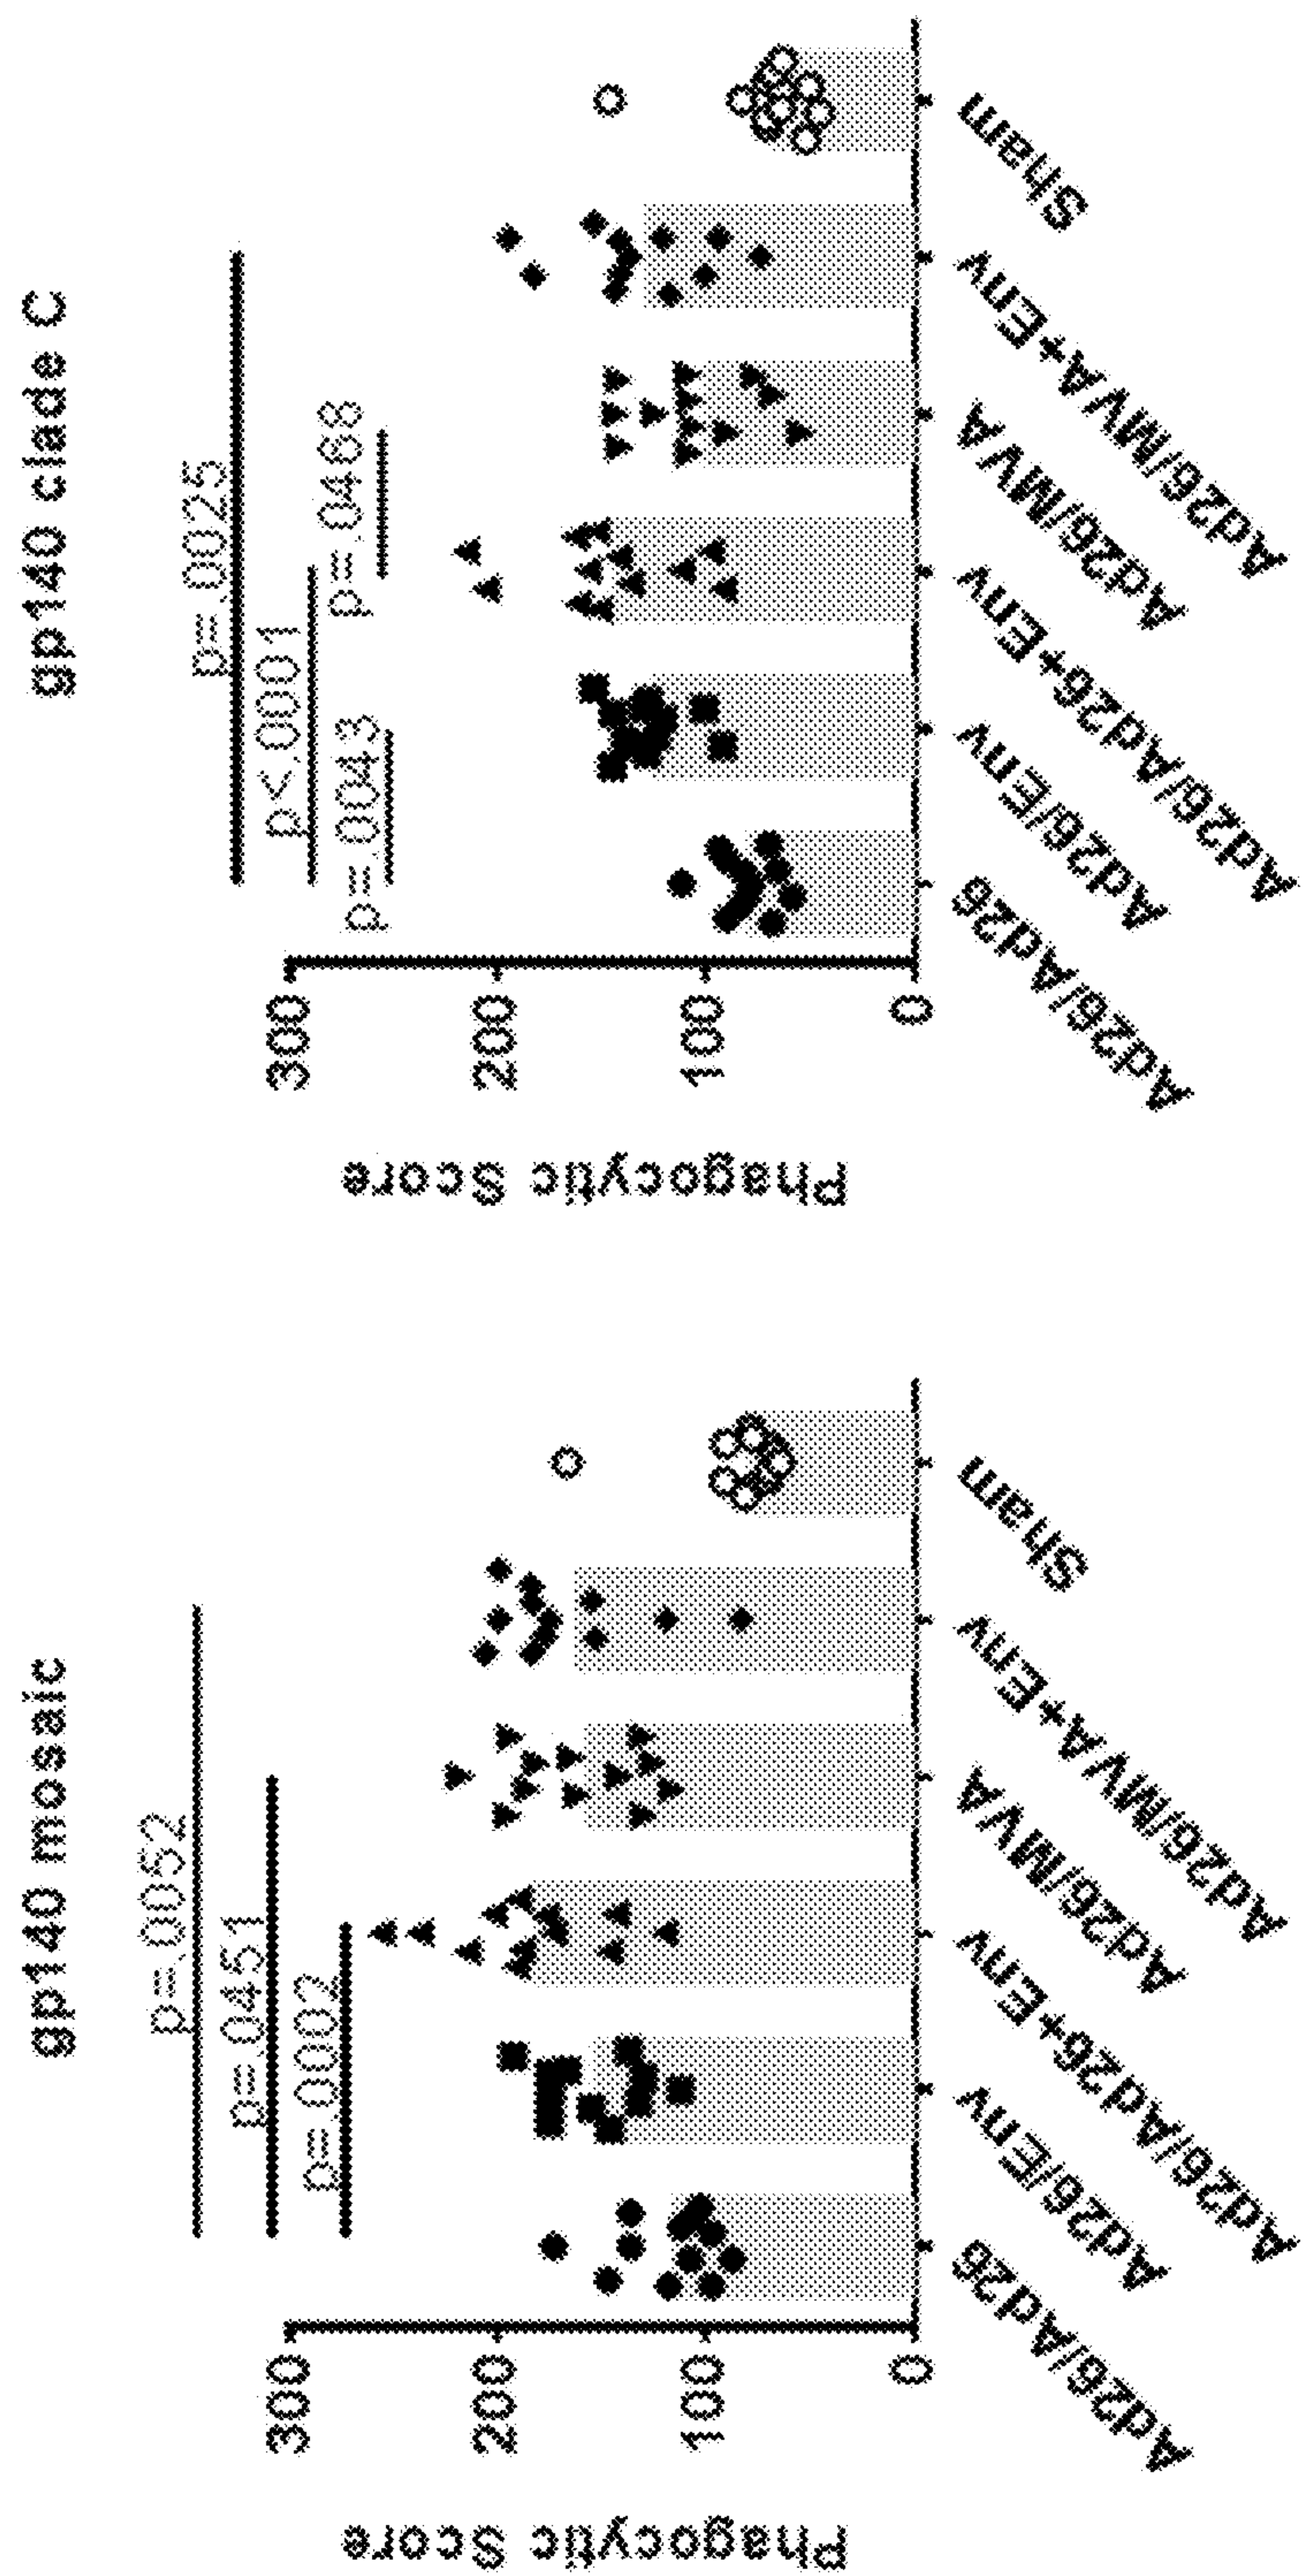 gp140 mosaic
p=.0052
p=.0451
p=.0002
Phagocytic Score
300
200
100
0
Ad26/Ad26
Ad26/Env
Ad26/Ad26+Env
Ad26/MVA
Ad26/MVA+Env
Sham
gp140 clade C
p=.0025
p<.0001
p=.0043
p=.0468
Phagocytic Score
300
200
100
0
Ad26/Ad26
Ad26/Env
Ad26/Ad26+Env
Ad26/MVA
Ad26/MVA+Env
Sham